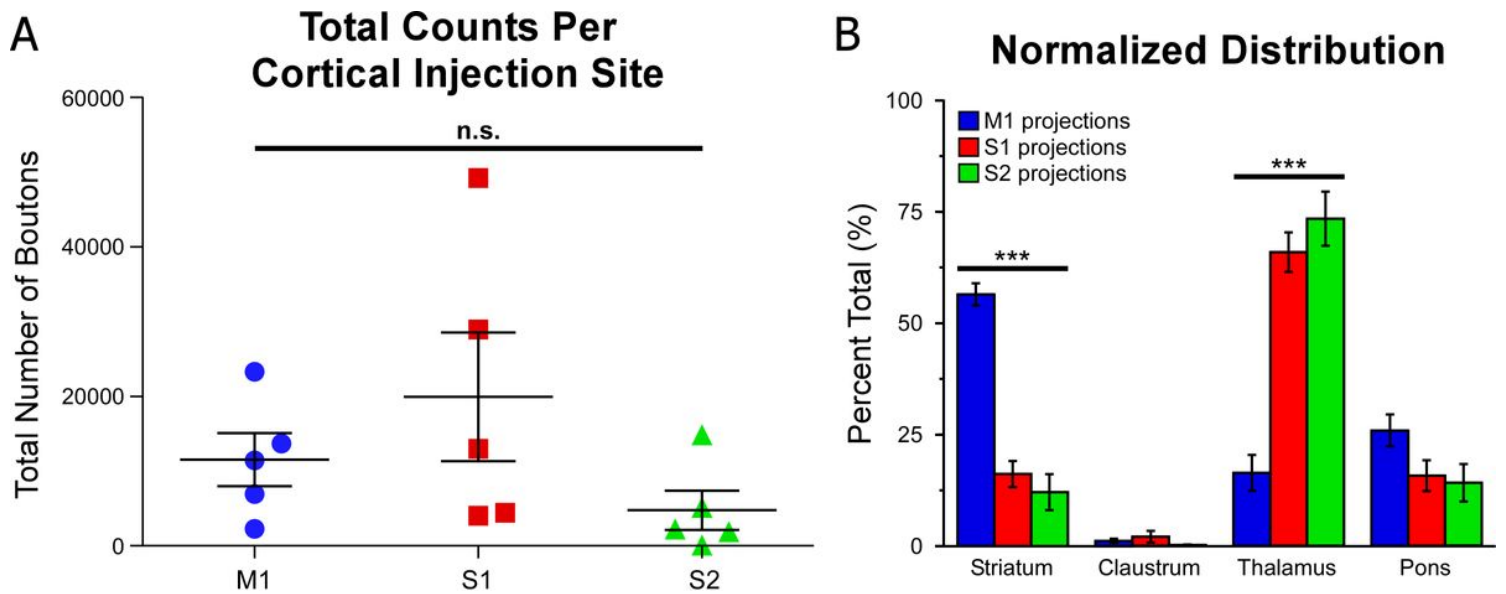 A
Total Counts Per
Cortical Injection Site
Total Number of Boutons
60000
40000
20000
0
n.s.
M1
S1
S2
B
Normalized Distribution
Percent Total (%)
100
75
50
25
0
M1 projections
S1 projections
S2 projections
***
***
Striatum
Claustrum
Thalamus
Pons